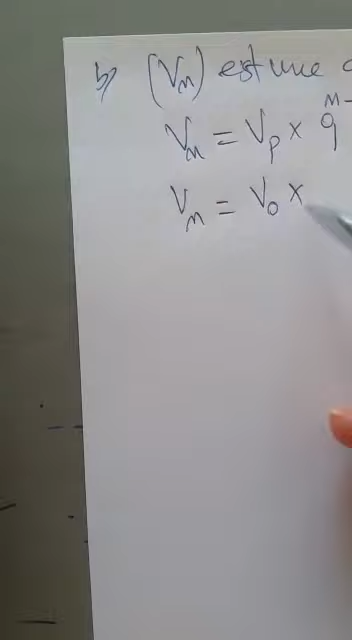 b) (Vn) est une
Vn = Vp × q^n-
Vn = V0 ×